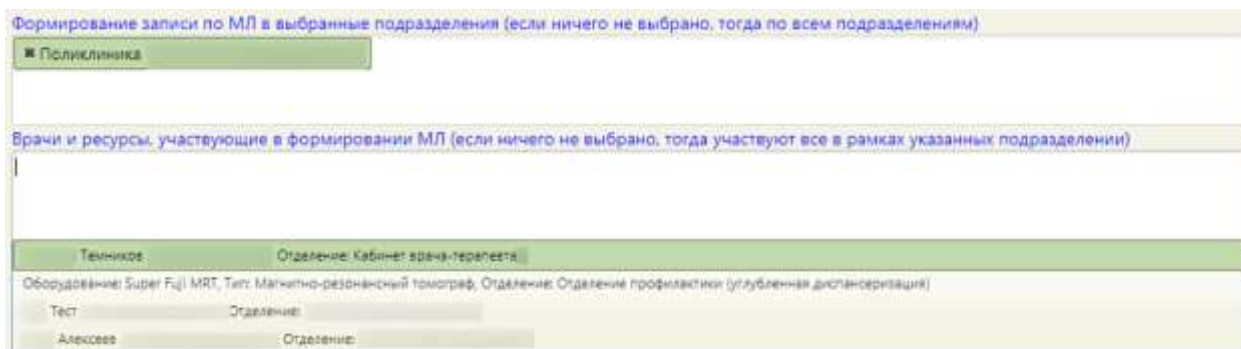 Формирование записи по МЛ в выбранные подразделения (если ничего не выбрано, тогда по всем подразделениям)
✖ Поликлиника
Врачи и ресурсы, участвующие в формировании МЛ (если ничего не выбрано, тогда участвуют все в рамках указанных подразделении)
Темников Отделение: Кабинет врача-терапевта
Оборудование: Super Fuji MRT, Тип: Магнитно-резонансный томограф, Отделение: Отделение профилактики (углубленная диспансеризация)
Тест Отделение:
Алексеев Отделение: